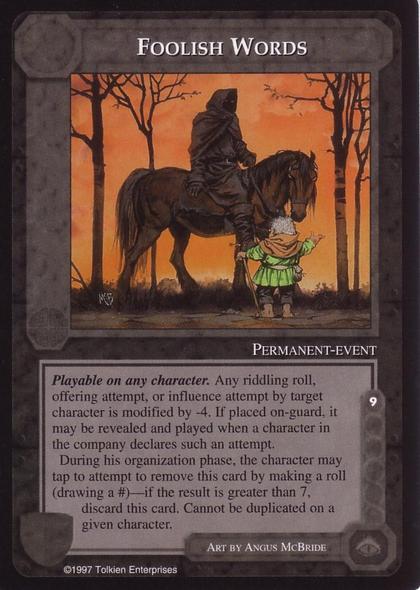 FOOLISH WORDS
McB
PERMANENT-EVENT
Playable on any character. Any riddling roll,
offering attempt, or influence attempt by target
character is modified by -4. If placed on-guard, it
may be revealed and played when a character in
the company declares such an attempt.
During his organization phase, the character may
tap to attempt to remove this card by making a roll
(drawing a #)—if the result is greater than 7,
discard this card. Cannot be duplicated on a
given character.
9
ART BY ANGUS MCBRIDE
©1997 Tolkien Enterprises